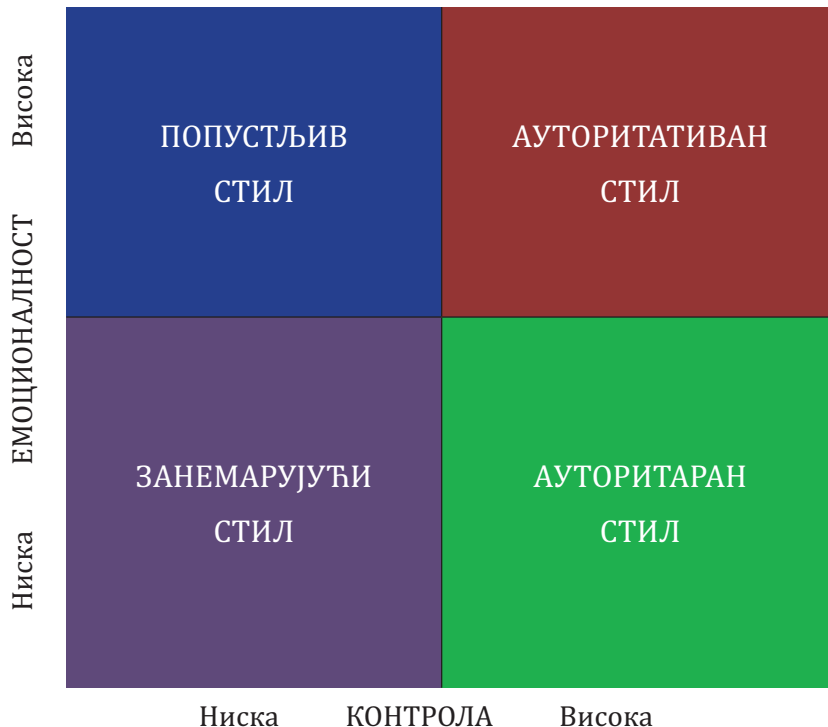 Висока
ЕМОЦИОНАЛНОСТ
Ниска
ПОПУСТЉИВ
СТИЛ
АУТОРИТАТИВАН
СТИЛ
ЗАНЕМАРУЈУЋИ
СТИЛ
АУТОРИТАРАН
СТИЛ
Ниска КОНТРОЛА Висока